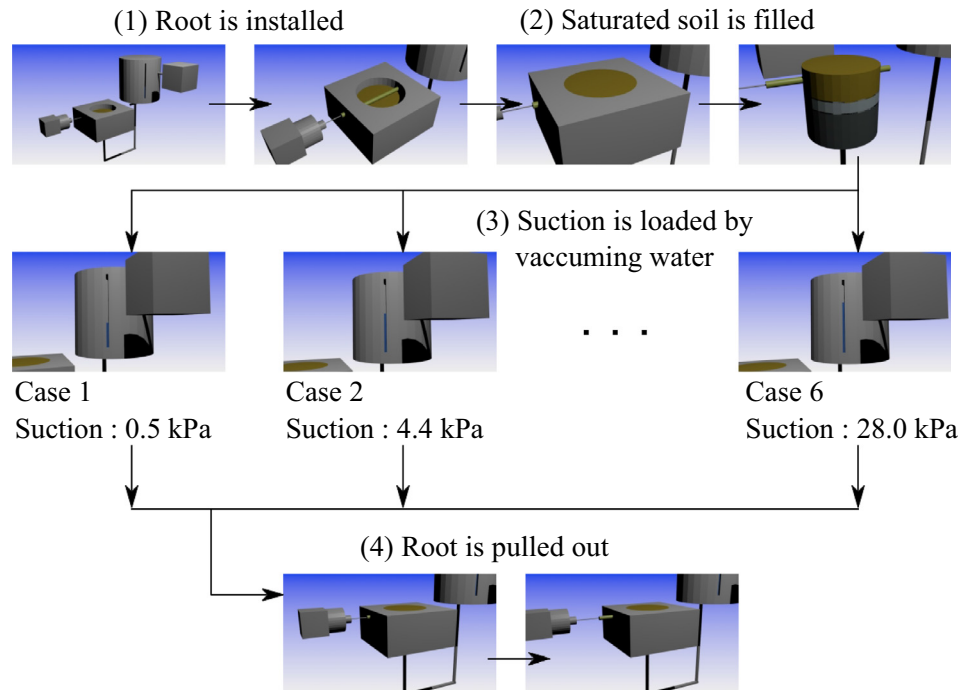 (1) Root is installed
(2) Saturated soil is filled
(3) Suction is loaded by
vaccuming water
. . .
Case 1
Suction : 0.5 kPa
Case 2
Suction : 4.4 kPa
Case 6
Suction : 28.0 kPa
(4) Root is pulled out